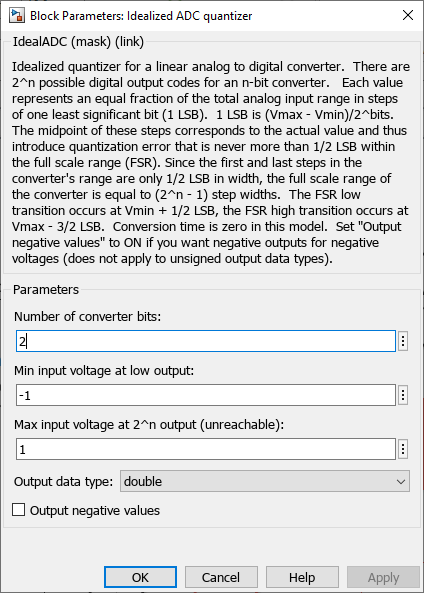 Block Parameters: Idealized ADC quantizer
IdealADC (mask) (link)
Idealized quantizer for a linear analog to digital converter.  There are
2^n possible digital output codes for an n-bit converter.   Each value
represents an equal fraction of the total analog input range in steps
of one least significant bit (1 LSB).  1 LSB is (Vmax - Vmin)/2^bits.
The midpoint of these steps corresponds to the actual value and thus
introduce quantization error that is never more than 1/2 LSB within
the full scale range (FSR). Since the first and last steps in the
converter's range are only 1/2 LSB in width, the full scale range of
the converter is equal to (2^n - 1) step widths.  The FSR low
transition occurs at Vmin + 1/2 LSB, the FSR high transition occurs at
Vmax - 3/2 LSB.  Conversion time is zero in this model.  Set "Output
negative values" to ON if you want negative outputs for negative
voltages (does not apply to unsigned output data types).
Parameters
Number of converter bits:
2
Min input voltage at low output:
-1
Max input voltage at 2^n output (unreachable):
1
Output data type: double
Output negative values
OK Cancel Help Apply